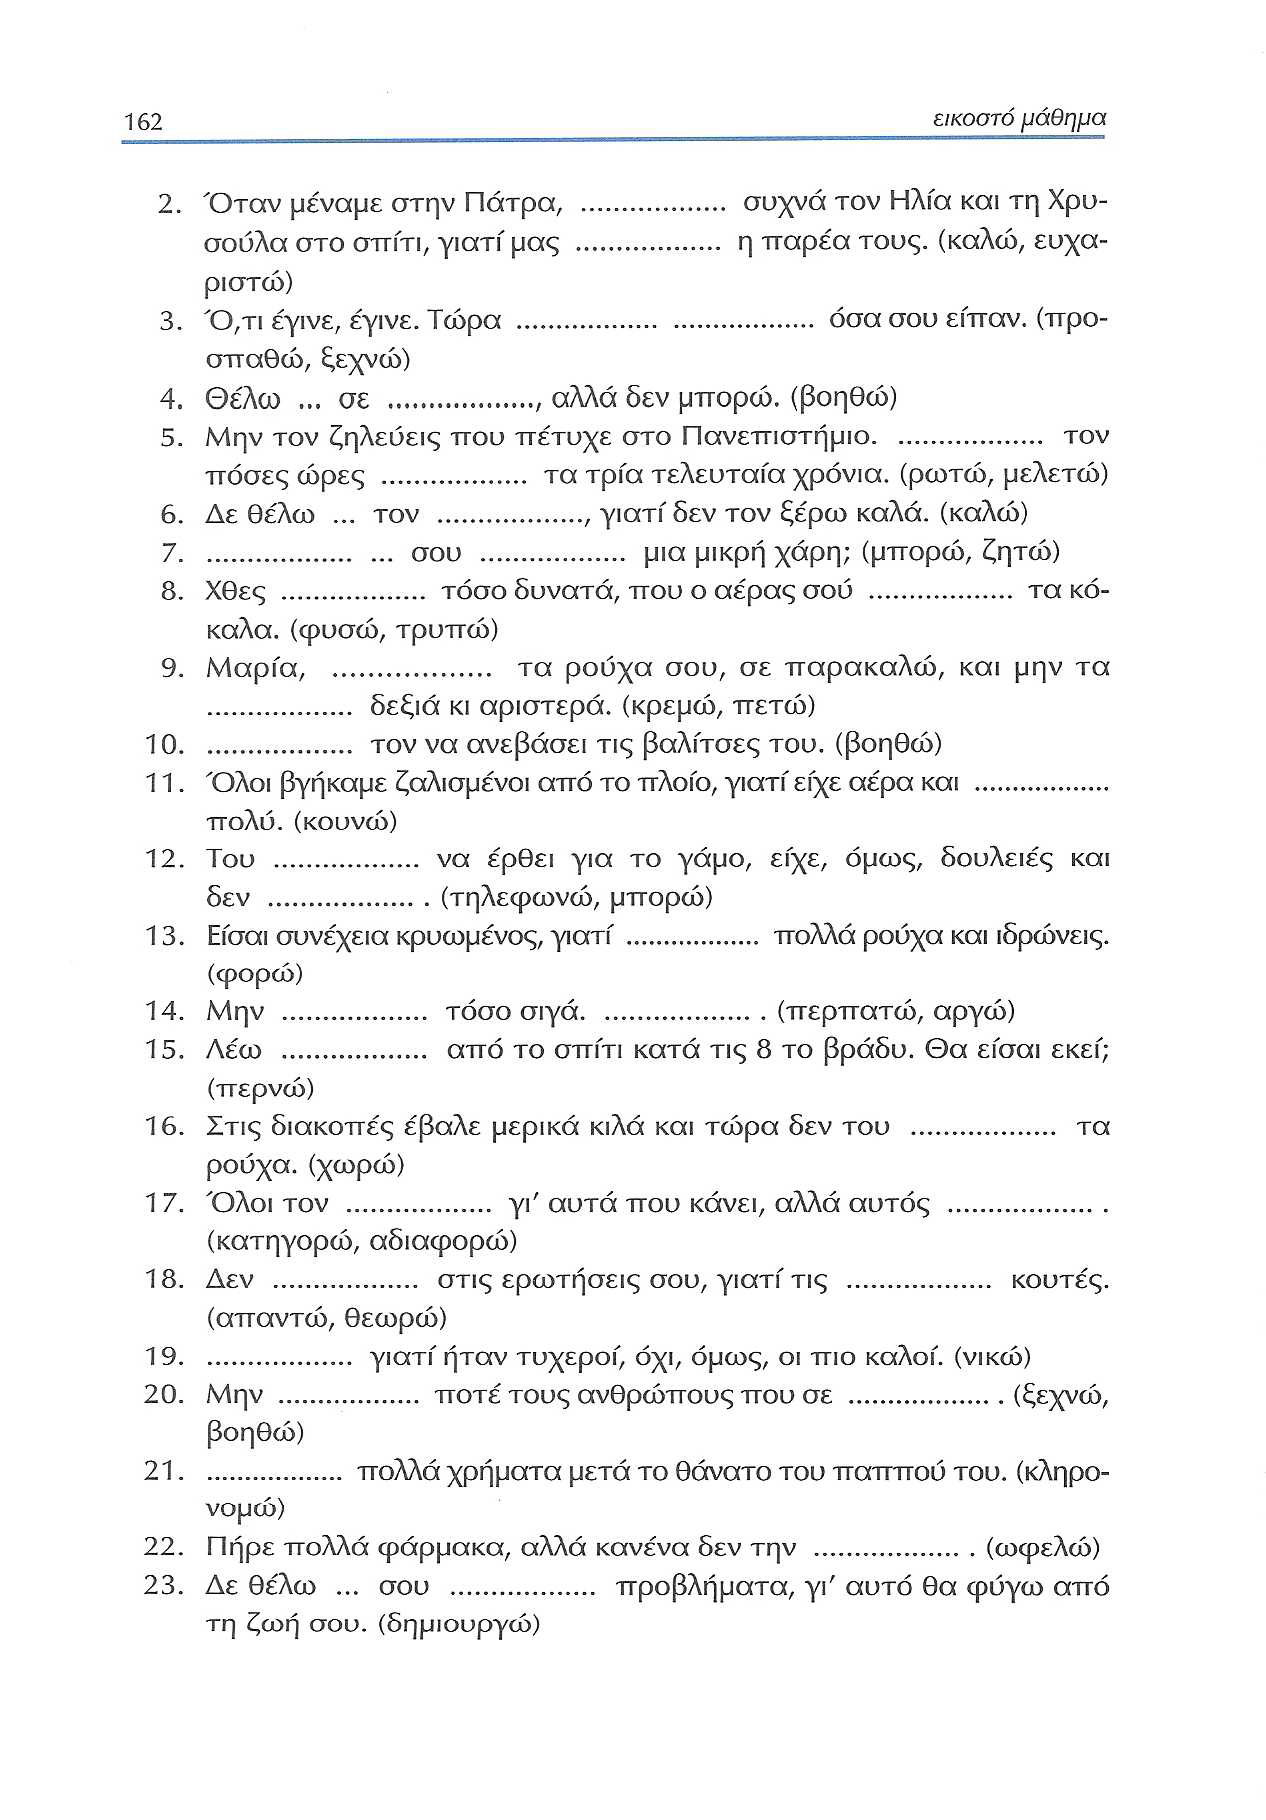 162 εικοστό μάθημα
2. Όταν μέναμε στην Πάτρα, .................. συχνά τον Ηλία και τη Χρυ-
σούλα στο σπίτι, γιατί μας .................. η παρέα τους. (καλώ, ευχα-
ριστώ)
3. Ό,τι έγινε, έγινε. Τώρα .................. .................. όσα σου είπαν. (προ-
σπαθώ, ξεχνώ)
4. Θέλω ... σε .................., αλλά δεν μπορώ. (βοηθώ)
5. Μην τον ζηλεύεις που πέτυχε στο Πανεπιστήμιο. .................. τον
πόσες ώρες .................. τα τρία τελευταία χρόνια. (ρωτώ, μελετώ)
6. Δε θέλω ... τον .................., γιατί δεν τον ξέρω καλά. (καλώ)
7. .................. ... σου .................. μια μικρή χάρη; (μπορώ, ζητώ)
8. Χθες .................. τόσο δυνατά, που ο αέρας σού .................. τα κό-
καλα. (φυσώ, τρυπώ)
9. Μαρία, .................. τα ρούχα σου, σε παρακαλώ, και μην τα
.................. δεξιά κι αριστερά. (κρεμώ, πετώ)
10. .................. τον να ανεβάσει τις βαλίτσες του. (βοηθώ)
11. Όλοι βγήκαμε ζαλισμένοι από το πλοίο, γιατί είχε αέρα και ..................
πολύ. (κουνώ)
12. Του .................. να έρθει για το γάμο, είχε, όμως, δουλειές και
δεν .................. . (τηλεφωνώ, μπορώ)
13. Είσαι συνέχεια κρυωμένος, γιατί .................. πολλά ρούχα και ιδρώνεις.
(φορώ)
14. Μην .................. τόσο σιγά. .................. . (περπατώ, αργώ)
15. Λέω .................. από το σπίτι κατά τις 8 το βράδυ. Θα είσαι εκεί;
(περνώ)
16. Στις διακοπές έβαλε μερικά κιλά και τώρα δεν του .................. τα
ρούχα. (χωρώ)
17. Όλοι τον .................. γι' αυτά που κάνει, αλλά αυτός .................. .
(κατηγορώ, αδιαφορώ)
18. Δεν .................. στις ερωτήσεις σου, γιατί τις .................. κουτές.
(απαντώ, θεωρώ)
19. .................. γιατί ήταν τυχεροί, όχι, όμως, οι πιο καλοί. (νικώ)
20. Μην .................. ποτέ τους ανθρώπους που σε .................. . (ξεχνώ,
βοηθώ)
21. .................. πολλά χρήματα μετά το θάνατο του παππού του. (κληρο-
νομώ)
22. Πήρε πολλά φάρμακα, αλλά κανένα δεν την .................. . (ωφελώ)
23. Δε θέλω ... σου .................. προβλήματα, γι' αυτό θα φύγω από
τη ζωή σου. (δημιουργώ)